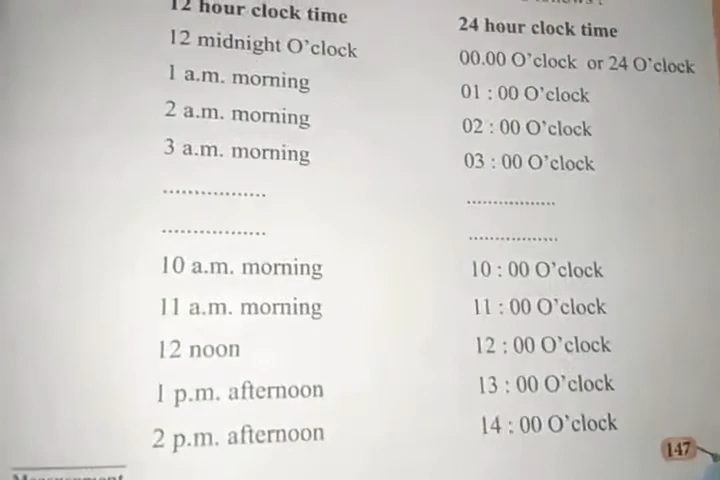 12 hour clock time 24 hour clock time
12 midnight O'clock 00.00 O'clock or 24 O'clock
1 a.m. morning 01 : 00 O'clock
2 a.m. morning 02 : 00 O'clock
3 a.m. morning 03 : 00 O'clock
.................. .................
.................. .................
10 a.m. morning 10 : 00 O'clock
11 a.m. morning 11 : 00 O'clock
12 noon 12 : 00 O'clock
1 p.m. afternoon 13 : 00 O'clock
2 p.m. afternoon 14 : 00 O'clock
147